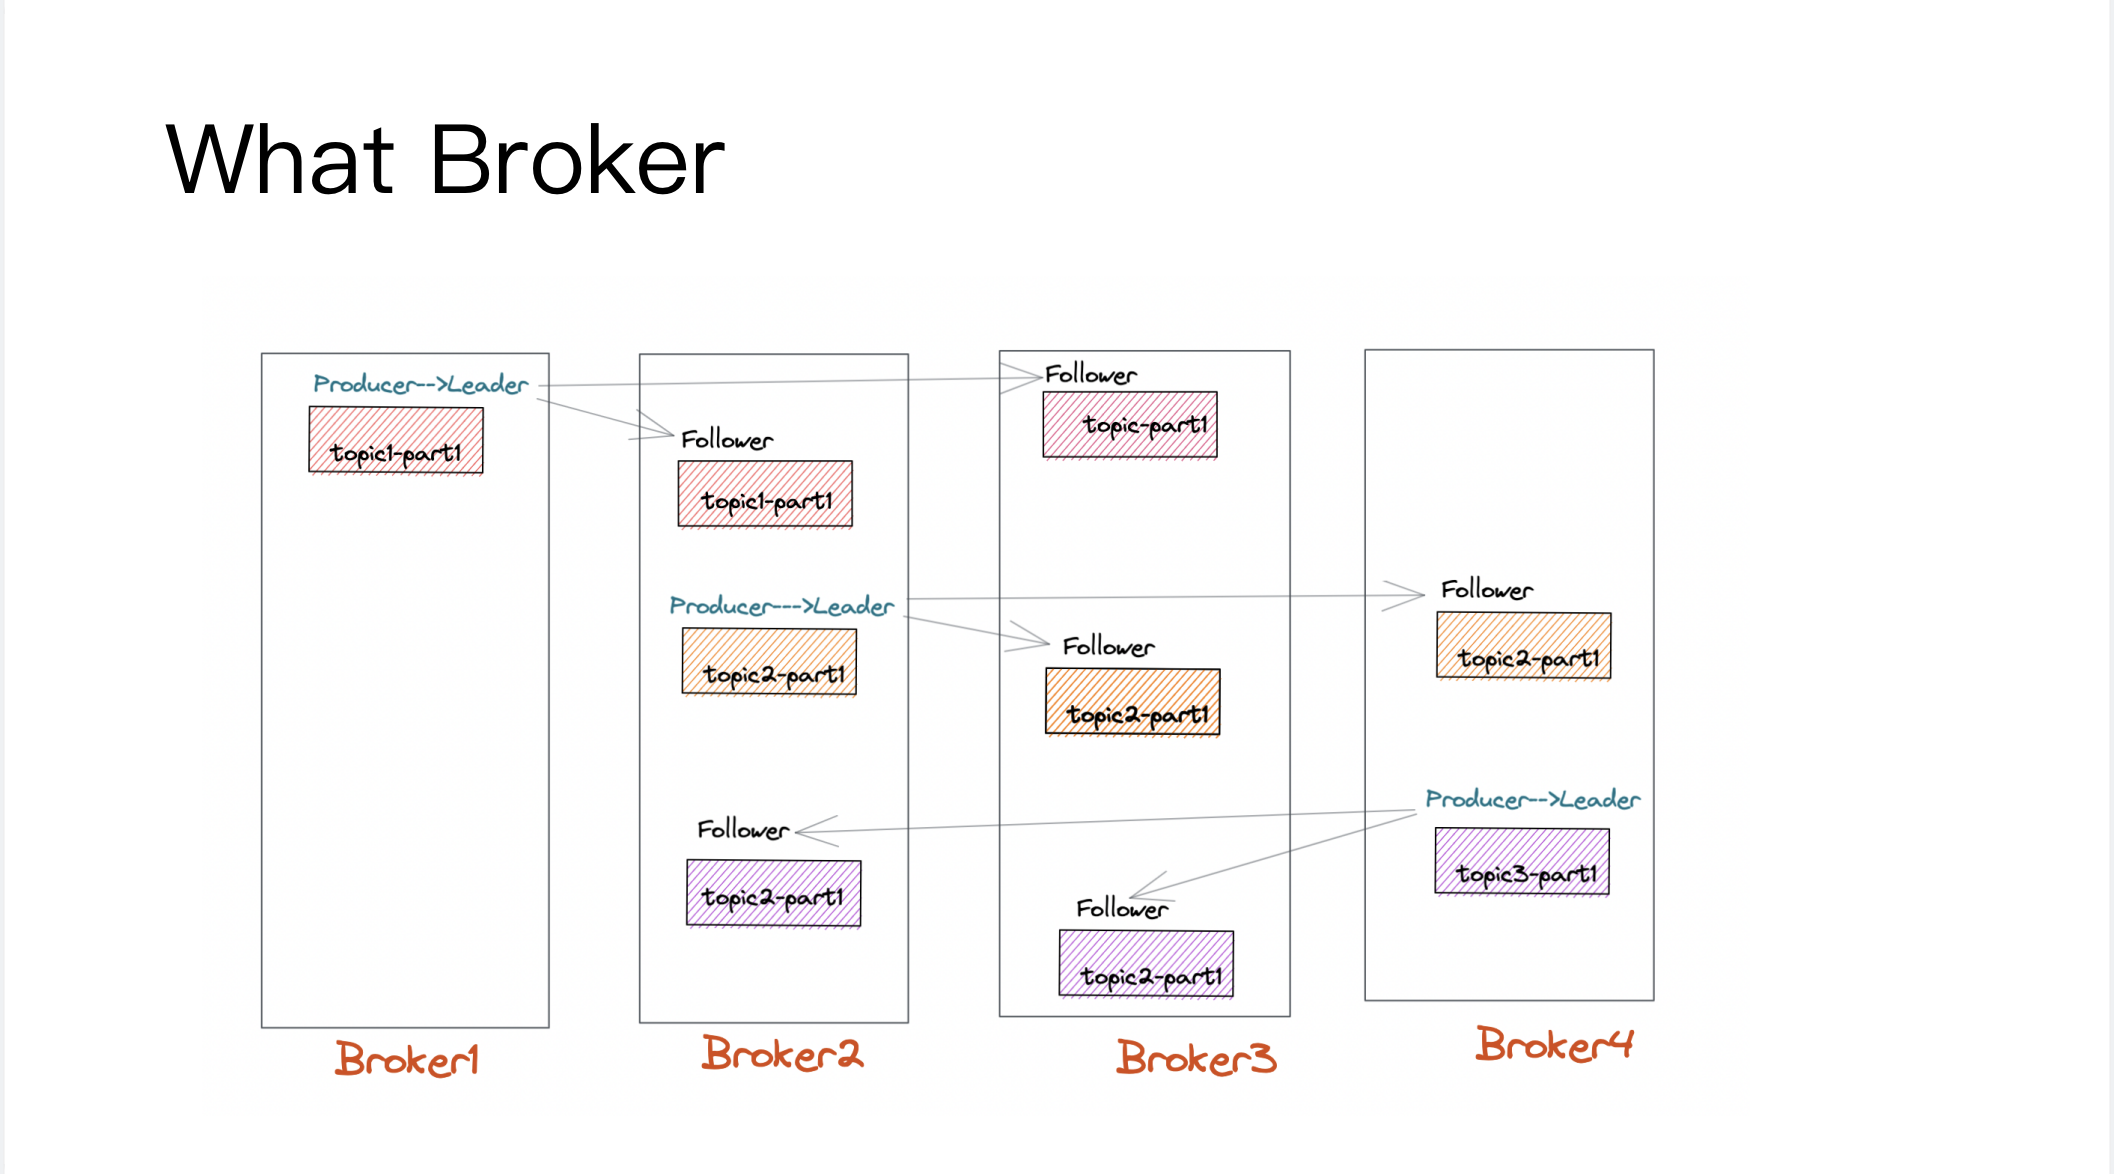 What Broker
Producer-->Leader
topic1-part1
Broker1
Follower
topic1-part1
Producer--->Leader
topic2-part1
Follower
topic2-part1
Broker2
Follower
topic-part1
Follower
topic2-part1
Follower
topic2-part1
Broker3
Follower
topic2-part1
Producer-->Leader
topic3-part1
Broker4